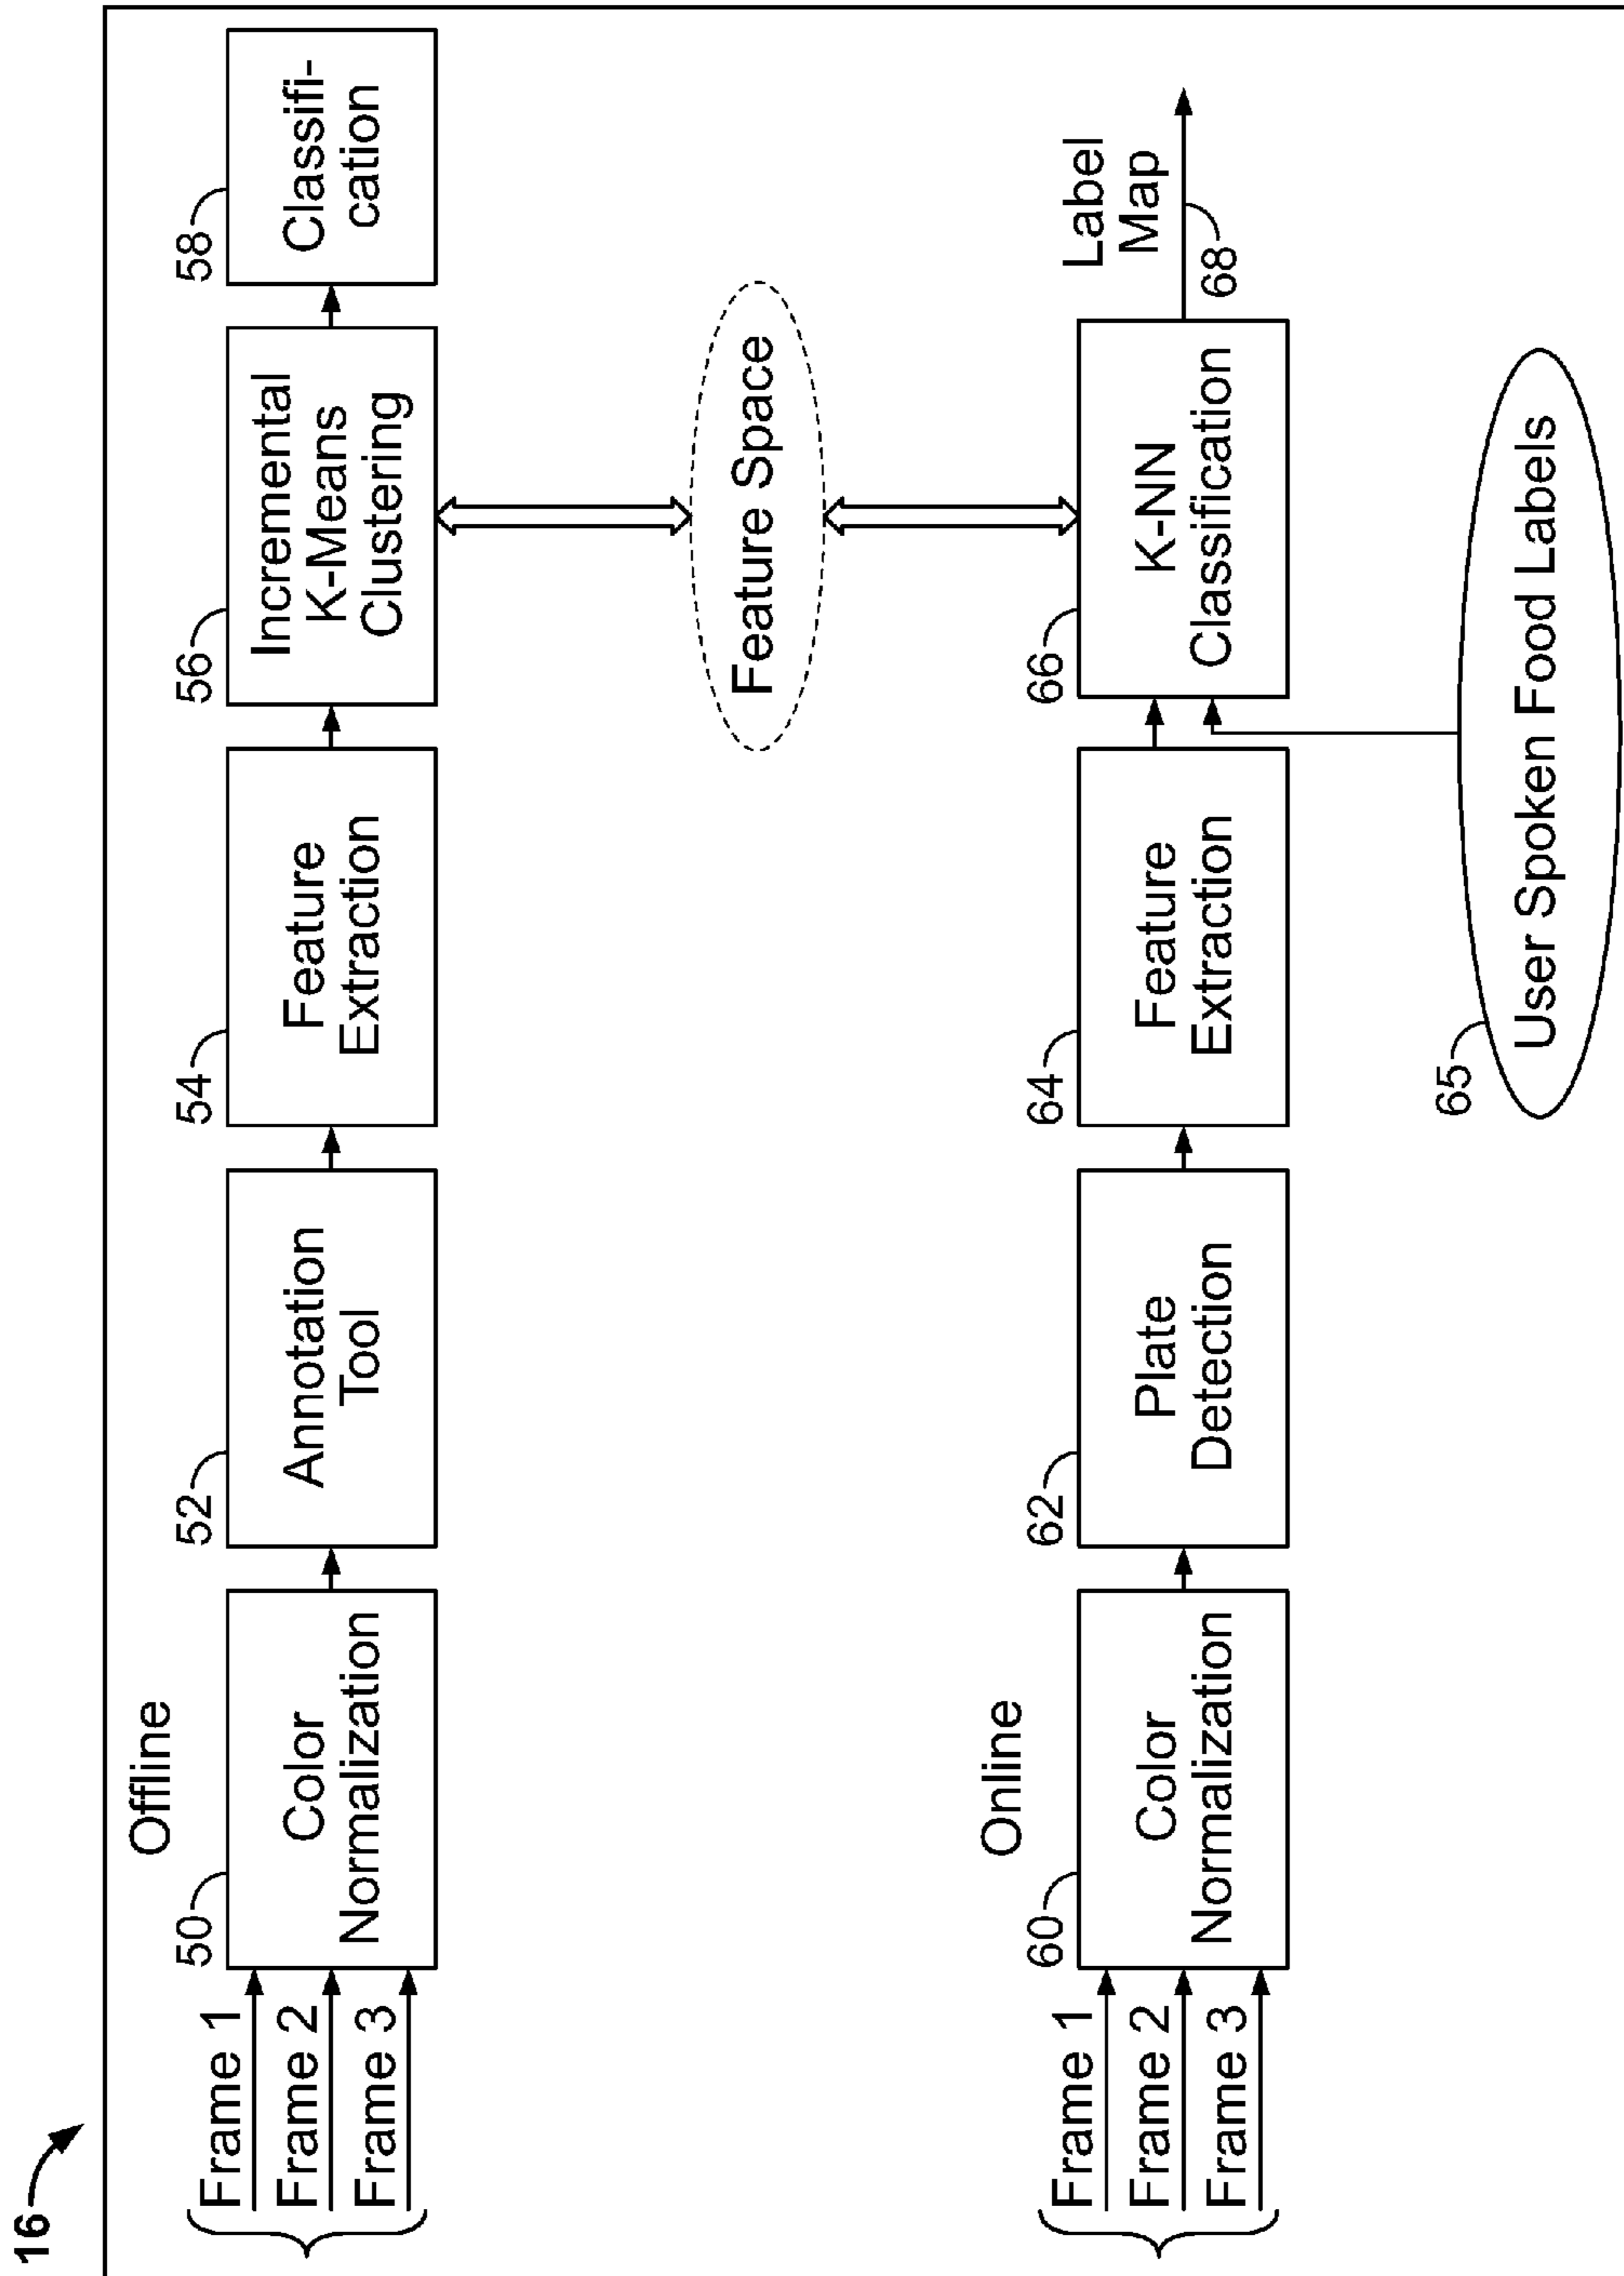 16
Offline
Frame 1
Frame 2
Frame 3
50
Color
Normalization
52
Annotation
Tool
54
Feature
Extraction
56
Incremental
K-Means
Clustering
58
Classifi-
cation
Feature Space
Online
Frame 1
Frame 2
Frame 3
60
Color
Normalization
62
Plate
Detection
64
Feature
Extraction
66
K-NN
Classification
Label
Map
68
65
User Spoken Food Labels